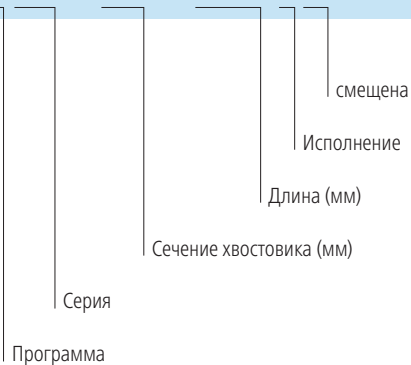 смещена
Исполнение
Длина (мм)
Сечение хвостовика (мм)
Серия
Программа